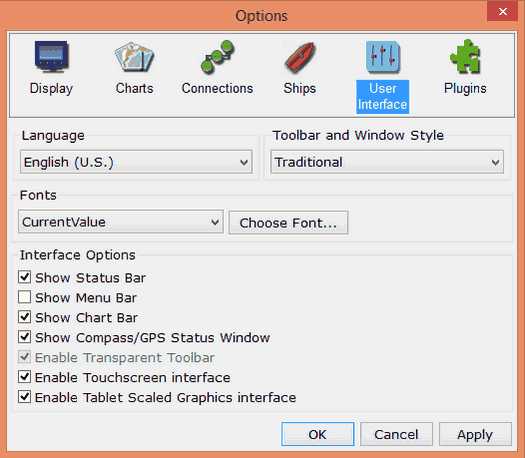 Options
Display
Charts
Connections
Ships
User
Interface
Plugins
Language
Toolbar and Window Style
English (U.S.)
Traditional
Fonts
CurrentValue
Choose Font...
Interface Options
Show Status Bar
Show Menu Bar
Show Chart Bar
Show Compass/GPS Status Window
Enable Transparent Toolbar
Enable Touchscreen interface
Enable Tablet Scaled Graphics interface
OK
Cancel
Apply